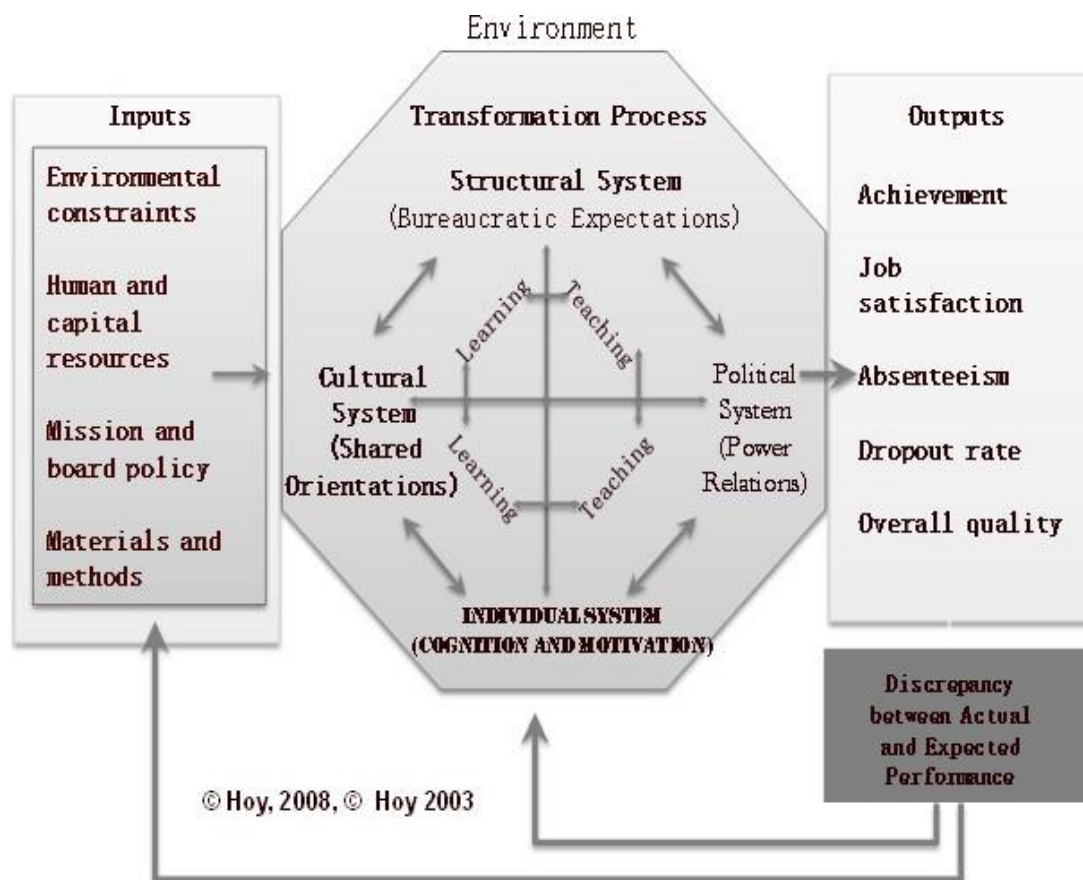 Environment
Inputs
Environmental
constraints
Human and
capital
resources
Mission and
board policy
Materials and
methods
Transformation Process
Structural System
(Bureaucratic Expectations)
Learning
Teaching
Cultural
System
(Shared
Orientations)
Political
System
(Power
Relations)
Learning
Teaching
INDIVIDUAL SYSTEM
(COGNITION AND MOTIVATION)
Outputs
Achievement
Job
satisfaction
Absenteeism
Dropout rate
Overall quality
Discrepancy
between Actual
and Expected
Performance
© Hoy, 2008, © Hoy 2003